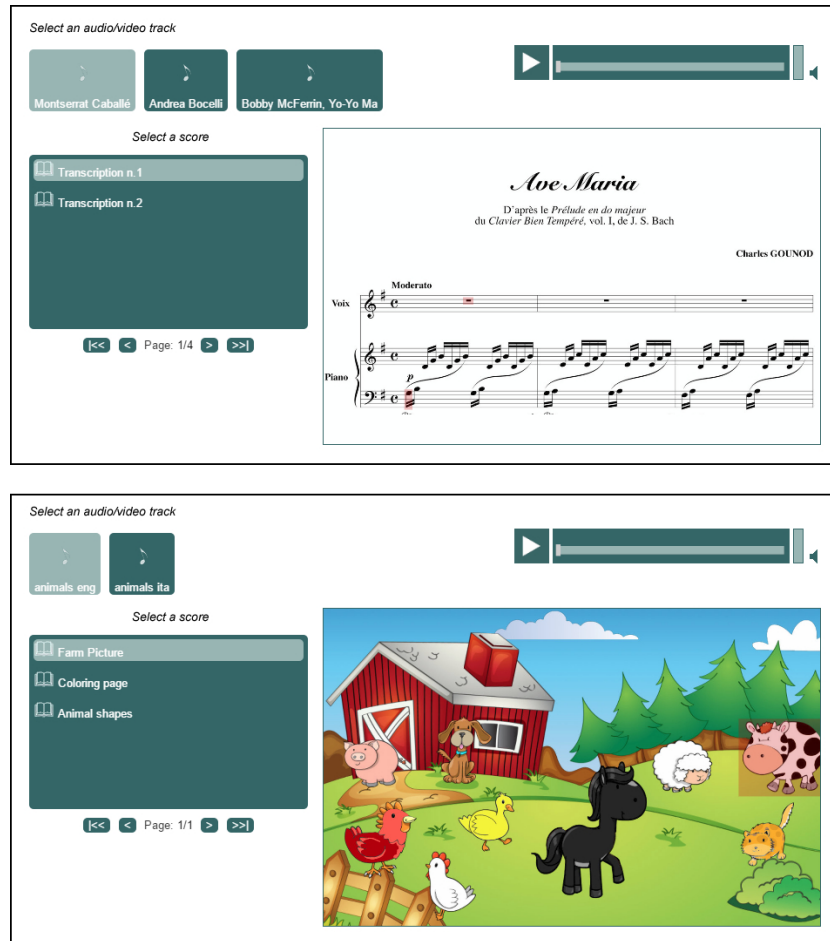 Select an audio/video track
Montserrat Caballé
Andrea Bocelli
Bobby McFerrin, Yo-Yo Ma
Select a score
Transcription n.1
Transcription n.2
|<< < Page: 1/4 > >>|
Ave Maria
D'après le Prélude en do majeur
du Clavier Bien Tempéré, vol. I, de J. S. Bach
Charles GOUNOD
Moderato
Voix
Piano
p
Select an audio/video track
animals eng
animals ita
Select a score
Farm Picture
Coloring page
Animal shapes
|<< < Page: 1/1 > >>|